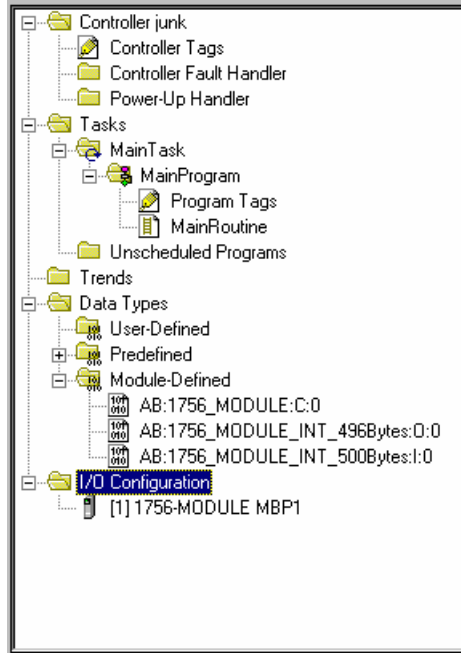 Controller junk
Controller Tags
Controller Fault Handler
Power-Up Handler
Tasks
MainTask
MainProgram
Program Tags
MainRoutine
Unscheduled Programs
Trends
Data Types
User-Defined
Predefined
Module-Defined
AB:1756_MODULE:C:0
AB:1756_MODULE_INT_496Bytes:O:0
AB:1756_MODULE_INT_500Bytes:I:0
I/O Configuration
[1] 1756-MODULE MBP1